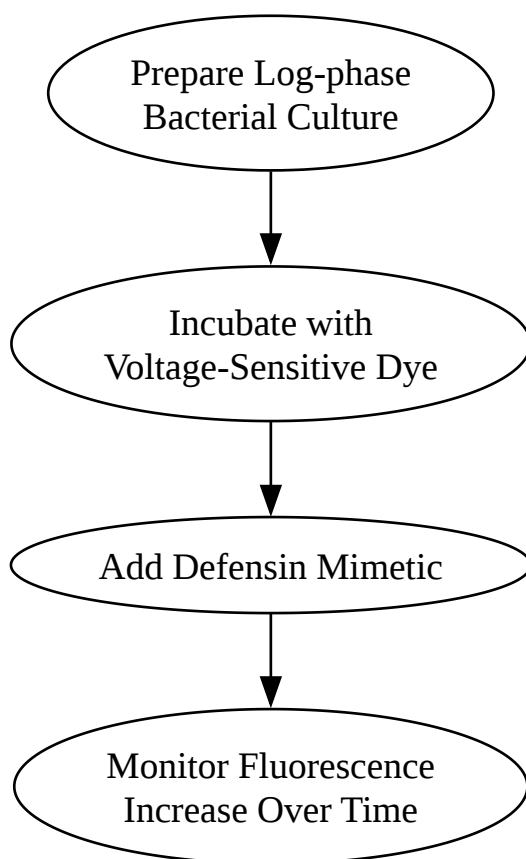 Prepare Log-phase
Bacterial Culture
Incubate with
Voltage-Sensitive Dye
Add Defensin Mimetic
Monitor Fluorescence
Increase Over Time